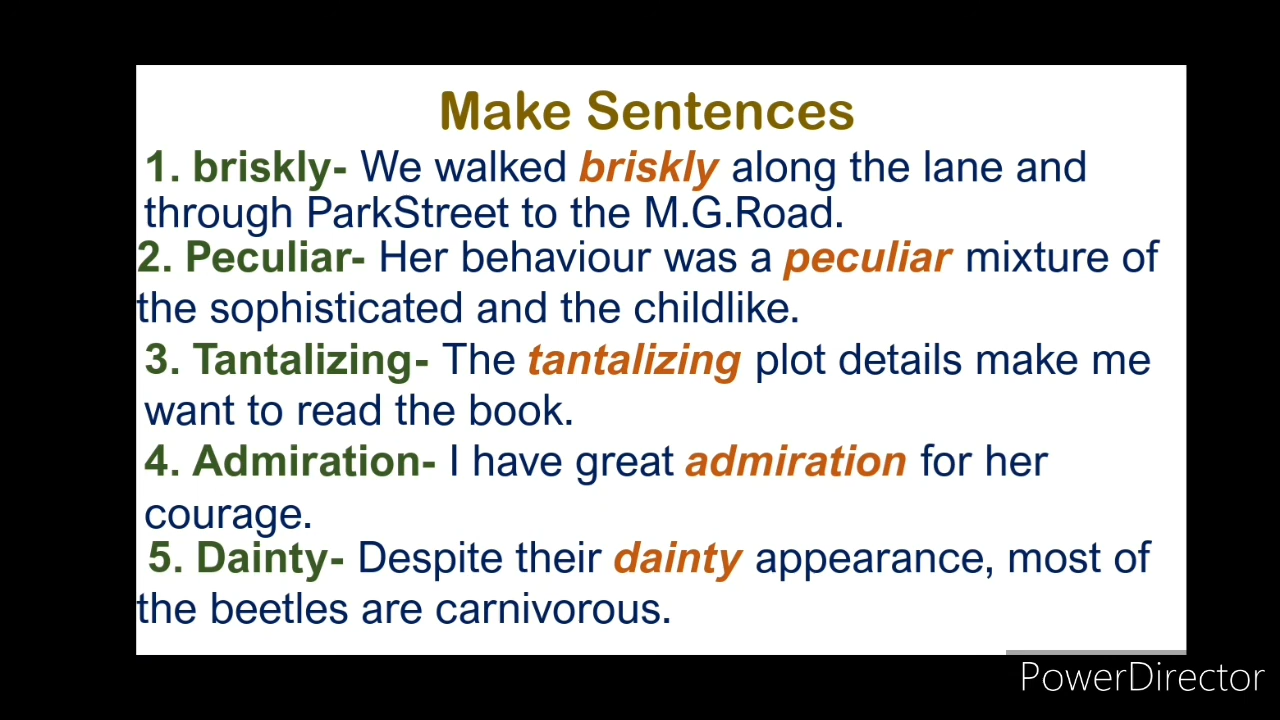 Make Sentences
1. briskly- We walked briskly along the lane and
through ParkStreet to the M.G.Road.
2. Peculiar- Her behaviour was a peculiar mixture of
the sophisticated and the childlike.
3. Tantalizing- The tantalizing plot details make me
want to read the book.
4. Admiration- I have great admiration for her
courage.
5. Dainty- Despite their dainty appearance, most of
the beetles are carnivorous.
PowerDirector